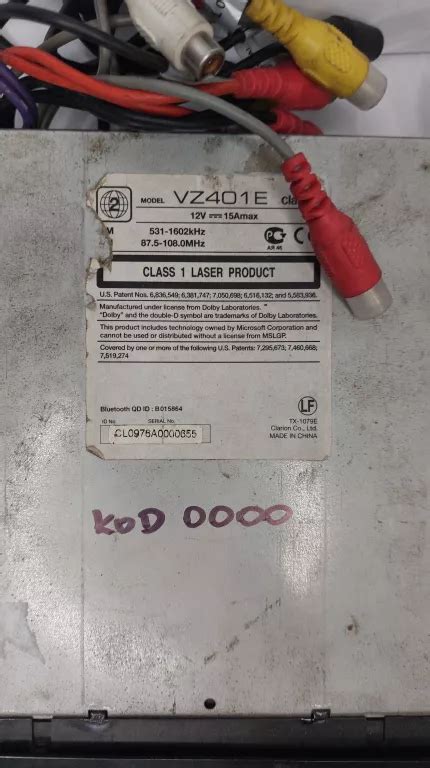 2
MODEL VZ401E Cla
12V 15Amax
M 531-1602kHz
87.5-108.0MHz
CLASS 1 LASER PRODUCT
U.S. Patent Nos. 6,836,549; 6,381,747; 7,050,698; 6,516,132; and 5,583,936.
Manufactured under license from Dolby Laboratories. "
"Dolby" and the double-D symbol are trademarks of Dolby Laboratories.
This product includes technology owned by Microsoft Corporation and
cannot be used or distributed without a license from MSLGP.
Covered by one or more of the following U.S. Patents: 7,295,673; 7,460,668;
7,519,274
Bluetooth QD ID : B015864
LF
ID No. SERIAL No.
TX-1079E
Clarion Co., Ltd.
MADE IN CHINA
CL0976A0000655
KOD 0000